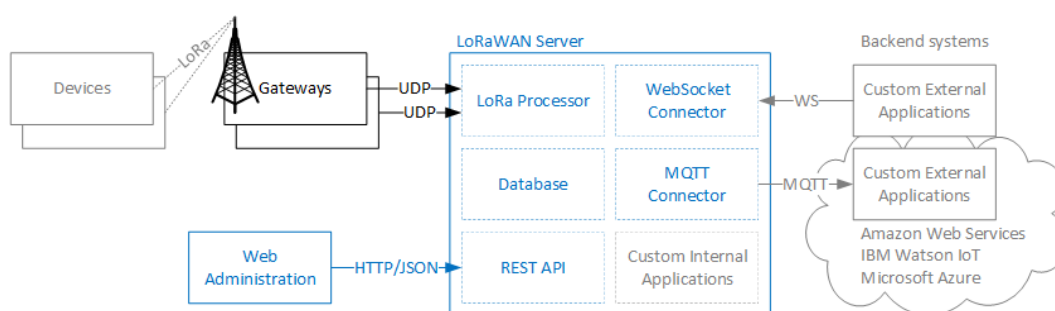 LoRaWAN Server
Backend systems
LoRa
Devices
Gateways
UDP
UDP
LoRa Processor
WebSocket
Connector
WS
Custom External
Applications
Database
MQTT
Connector
MQTT
Custom External
Applications
Amazon Web Services
IBM Watson IoT
Microsoft Azure
Web
Administration
HTTP/JSON
REST API
Custom Internal
Applications